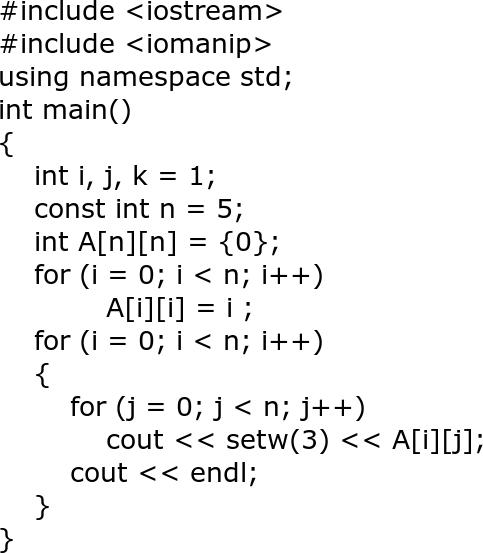 #include <iostream>
#include <iomanip>
using namespace std;
int main()
{
int i, j, k = 1;
const int n = 5;
int A[n][n] = {0};
for (i = 0; i < n; i++)
A[i][i] = i ;
for (i = 0; i < n; i++)
{
for (j = 0; j < n; j++)
cout << setw(3) << A[i][j];
cout << endl;
}
}